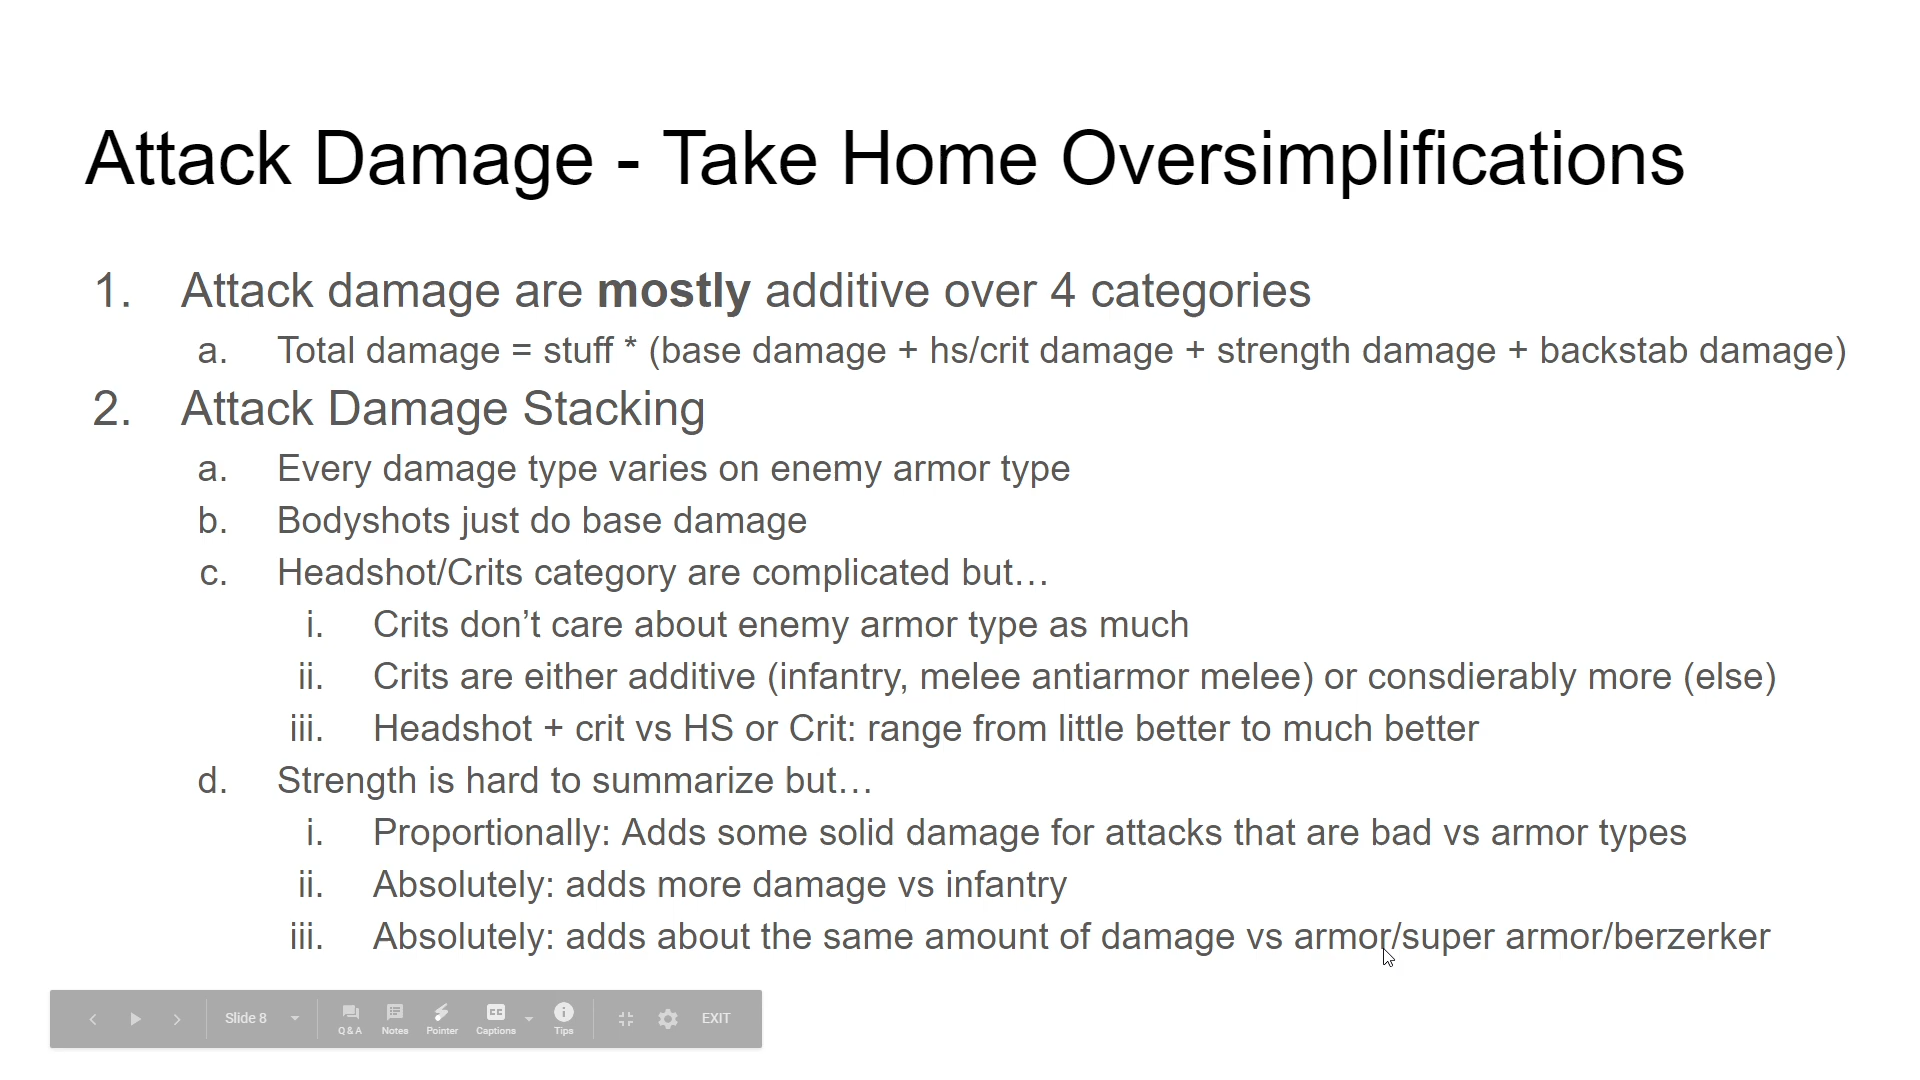 Attack Damage - Take Home Oversimplifications
1. Attack damage are mostly additive over 4 categories
a. Total damage = stuff * (base damage + hs/crit damage + strength damage + backstab damage)
2. Attack Damage Stacking
a. Every damage type varies on enemy armor type
b. Bodyshots just do base damage
c. Headshot/Crits category are complicated but…
i. Crits don’t care about enemy armor type as much
ii. Crits are either additive (infantry, melee antiarmor melee) or consdierably more (else)
iii. Headshot + crit vs HS or Crit: range from little better to much better
d. Strength is hard to summarize but…
i. Proportionally: Adds some solid damage for attacks that are bad vs armor types
ii. Absolutely: adds more damage vs infantry
iii. Absolutely: adds about the same amount of damage vs armor/super armor/berzerker
Slide 8 Q & A Notes Pointer CC Captions Tips EXIT